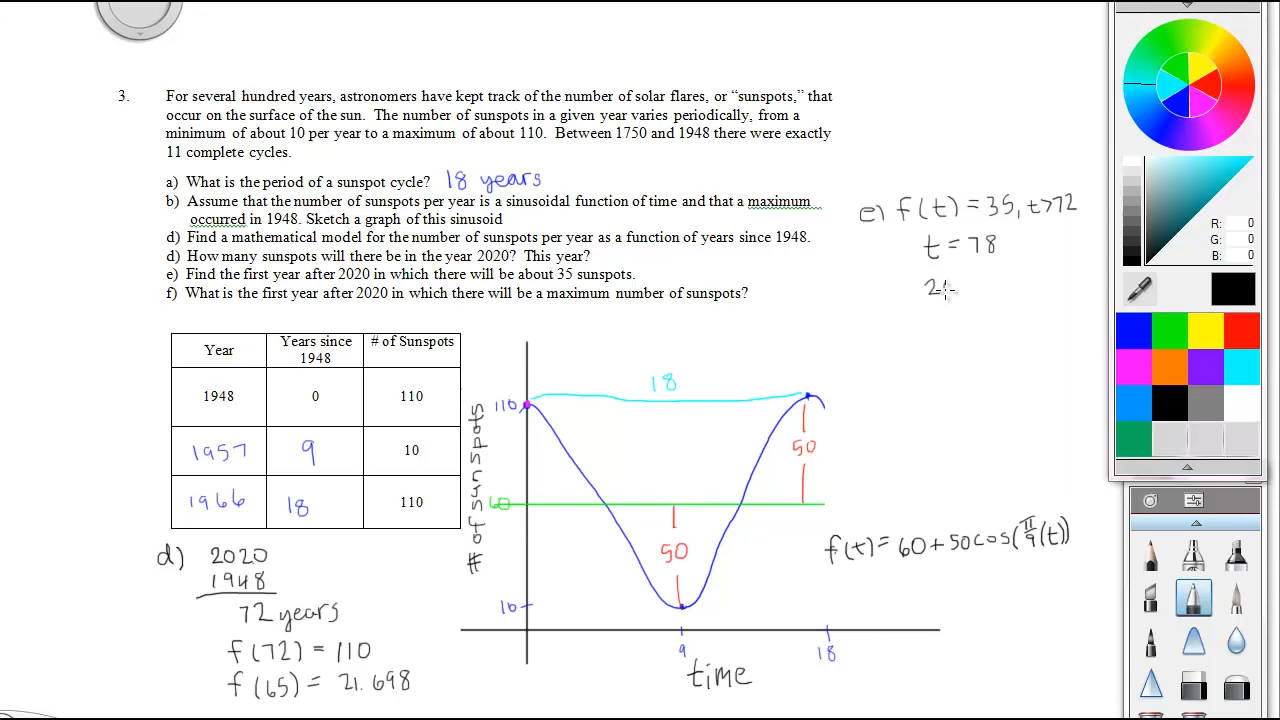 3. For several hundred years, astronomers have kept track of the number of solar flares, or “sunspots,” that
occur on the surface of the sun. The number of sunspots in a given year varies periodically, from a
minimum of about 10 per year to a maximum of about 110. Between 1750 and 1948 there were exactly
11 complete cycles.
a) What is the period of a sunspot cycle? 18 years
b) Assume that the number of sunspots per year is a sinusoidal function of time and that a maximum
occurred in 1948. Sketch a graph of this sinusoid
d) Find a mathematical model for the number of sunspots per year as a function of years since 1948.
d) How many sunspots will there be in the year 2020? This year?
e) Find the first year after 2020 in which there will be about 35 sunspots.
f) What is the first year after 2020 in which there will be a maximum number of sunspots?
e) f(t) = 35, t>72
t = 78
Year
Years since
1948
# of Sunspots
1948 0 110
1957 9 10
1966 18 110
d) 2020
1948
72 years
f(72) = 110
f(65) = 21.698
# of sunspots
110
60
10
18
50
50
9
18
time
f(t) = 60 + 50 cos(π/9(t))
R: 0
G: 0
B: 0